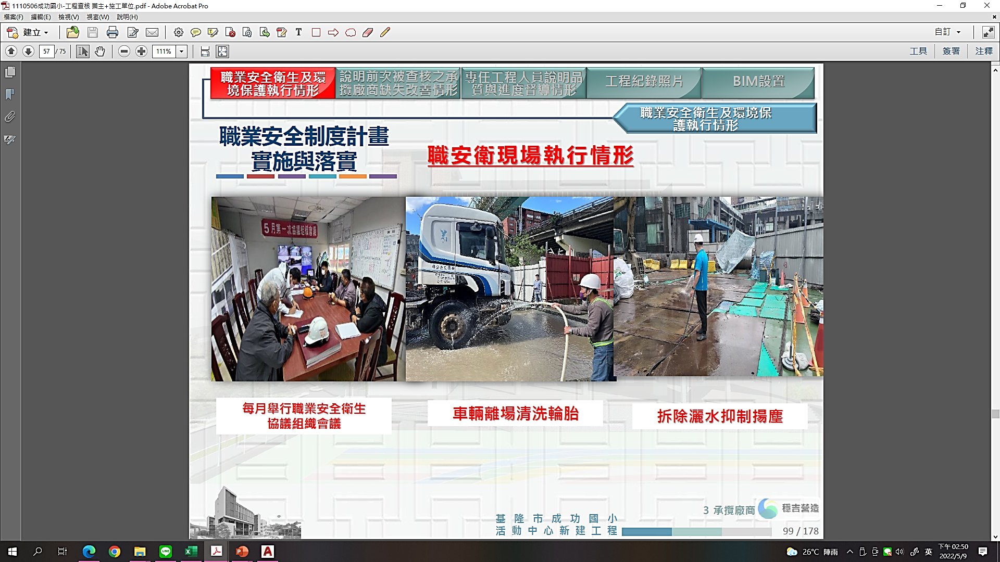 1110506成功國小-工程查核 業主+施工單位.pdf - Adobe Acrobat Pro
檔案(F) 編輯(E) 檢視(V) 視窗(W) 說明(H)
建立
自訂
57 / 75
111%
工具 簽署 注釋
職業安全衛生及環
境保護執行情形
說明前次被查核之承
攬廠商缺失改善情形
專任工程人員說明品
質與進度督導情形
工程紀錄照片
BIM設置
職業安全衛生及環境保
護執行情形
職業安全制度計畫
實施與落實
職安衛現場執行情形
5月第一次協議組織會議
每月舉行職業安全衛生
協議組織會議
車輛離場清洗輪胎
拆除灑水抑制揚塵
3 承攬廠商
穩吉營造
基隆市成功國小
活動中心新建工程
99 / 178
26°C 陣雨
英
下午 02:50
2022/5/9